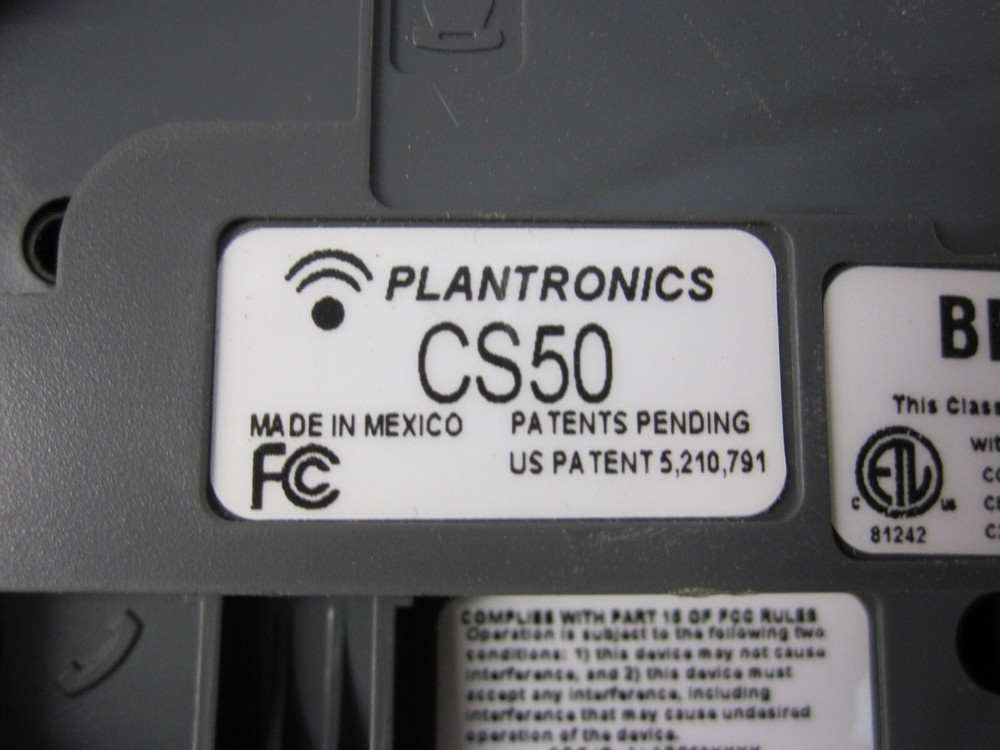 PLANTRONICS
CS50
MADE IN MEXICO PATENTS PENDING
FC US PATENT 5,210,791
This Class
ETL
C US
81242
COMPLIES WITH PART 15 OF FCC RULES
Operation is subject to the following two
conditions: 1) this device may not cause
interference, and 2) this device must
accept any interference, including
interference that may cause undesired
operation of the device.